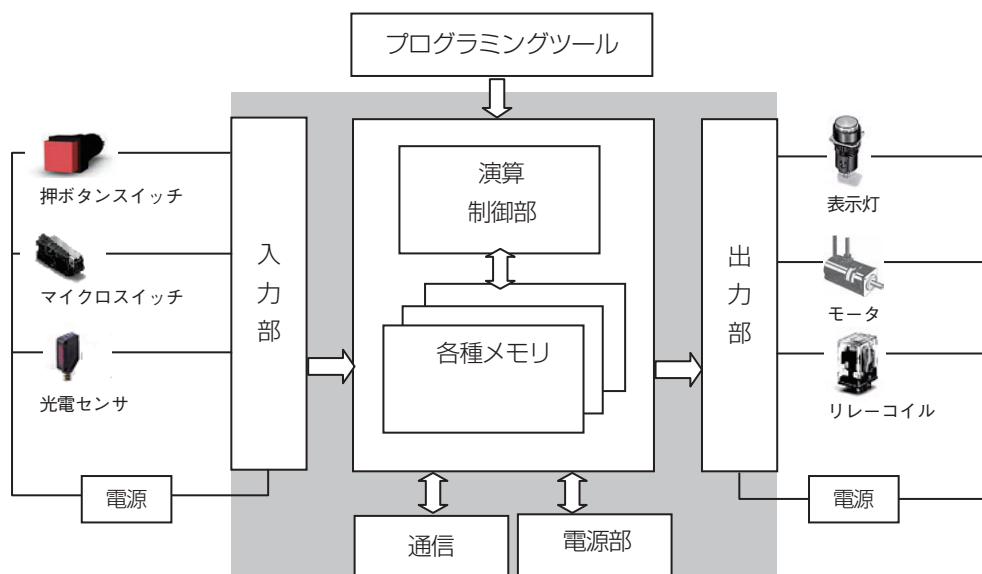 プログラミングツール
押ボタンスイッチ
マイクロスイッチ
光電センサ
電源
入力部
演算
制御部
各種メモリ
通信
電源部
出力部
表示灯
モータ
リレーコイル
電源